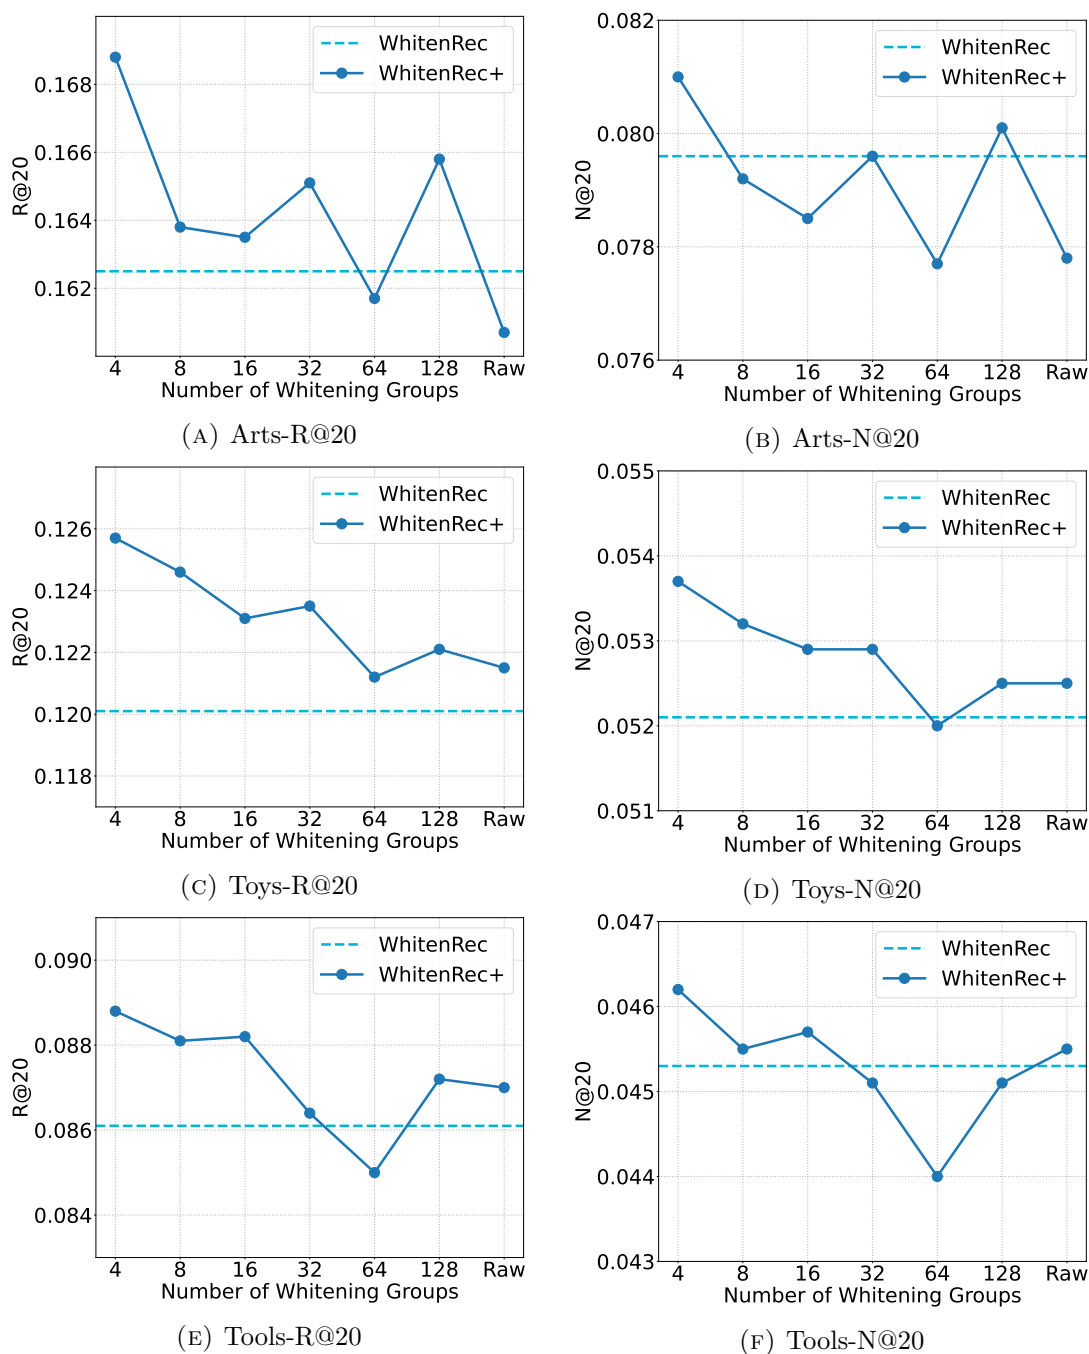 0.168
0.166
0.164
0.162
R@20
WhitenRec
WhitenRec+
4 8 16 32 64 128 Raw
Number of Whitening Groups
(A) Arts-R@20
0.082
0.080
0.078
0.076
N@20
WhitenRec
WhitenRec+
4 8 16 32 64 128 Raw
Number of Whitening Groups
(B) Arts-N@20
0.126
0.124
0.122
0.120
0.118
R@20
WhitenRec
WhitenRec+
4 8 16 32 64 128 Raw
Number of Whitening Groups
(C) Toys-R@20
0.055
0.054
0.053
0.052
0.051
N@20
WhitenRec
WhitenRec+
4 8 16 32 64 128 Raw
Number of Whitening Groups
(D) Toys-N@20
0.090
0.088
0.086
0.084
R@20
WhitenRec
WhitenRec+
4 8 16 32 64 128 Raw
Number of Whitening Groups
(E) Tools-R@20
0.047
0.046
0.045
0.044
0.043
N@20
WhitenRec
WhitenRec+
4 8 16 32 64 128 Raw
Number of Whitening Groups
(F) Tools-N@20